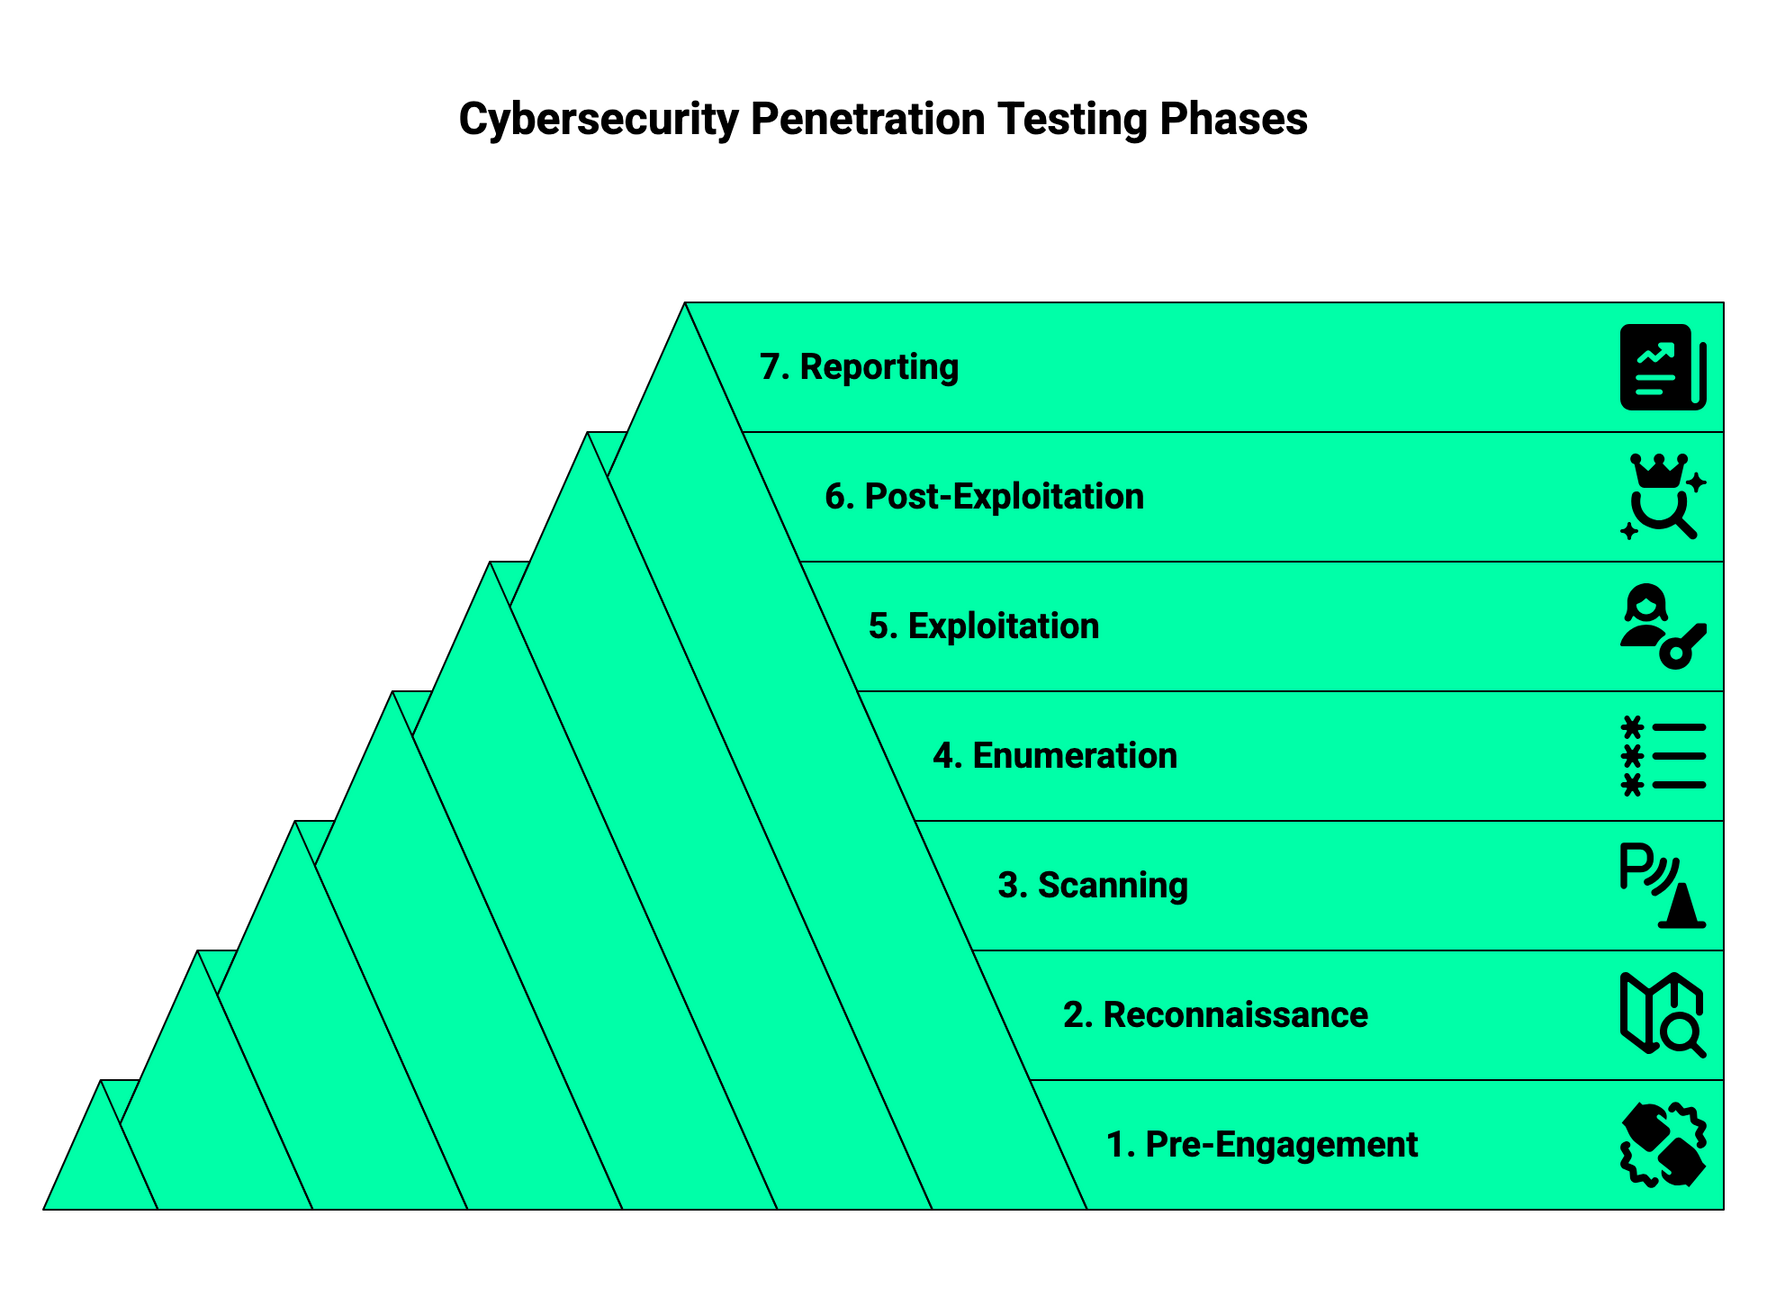 Cybersecurity Penetration Testing Phases
7. Reporting
6. Post-Exploitation
5. Exploitation
4. Enumeration
3. Scanning
2. Reconnaissance
1. Pre-Engagement